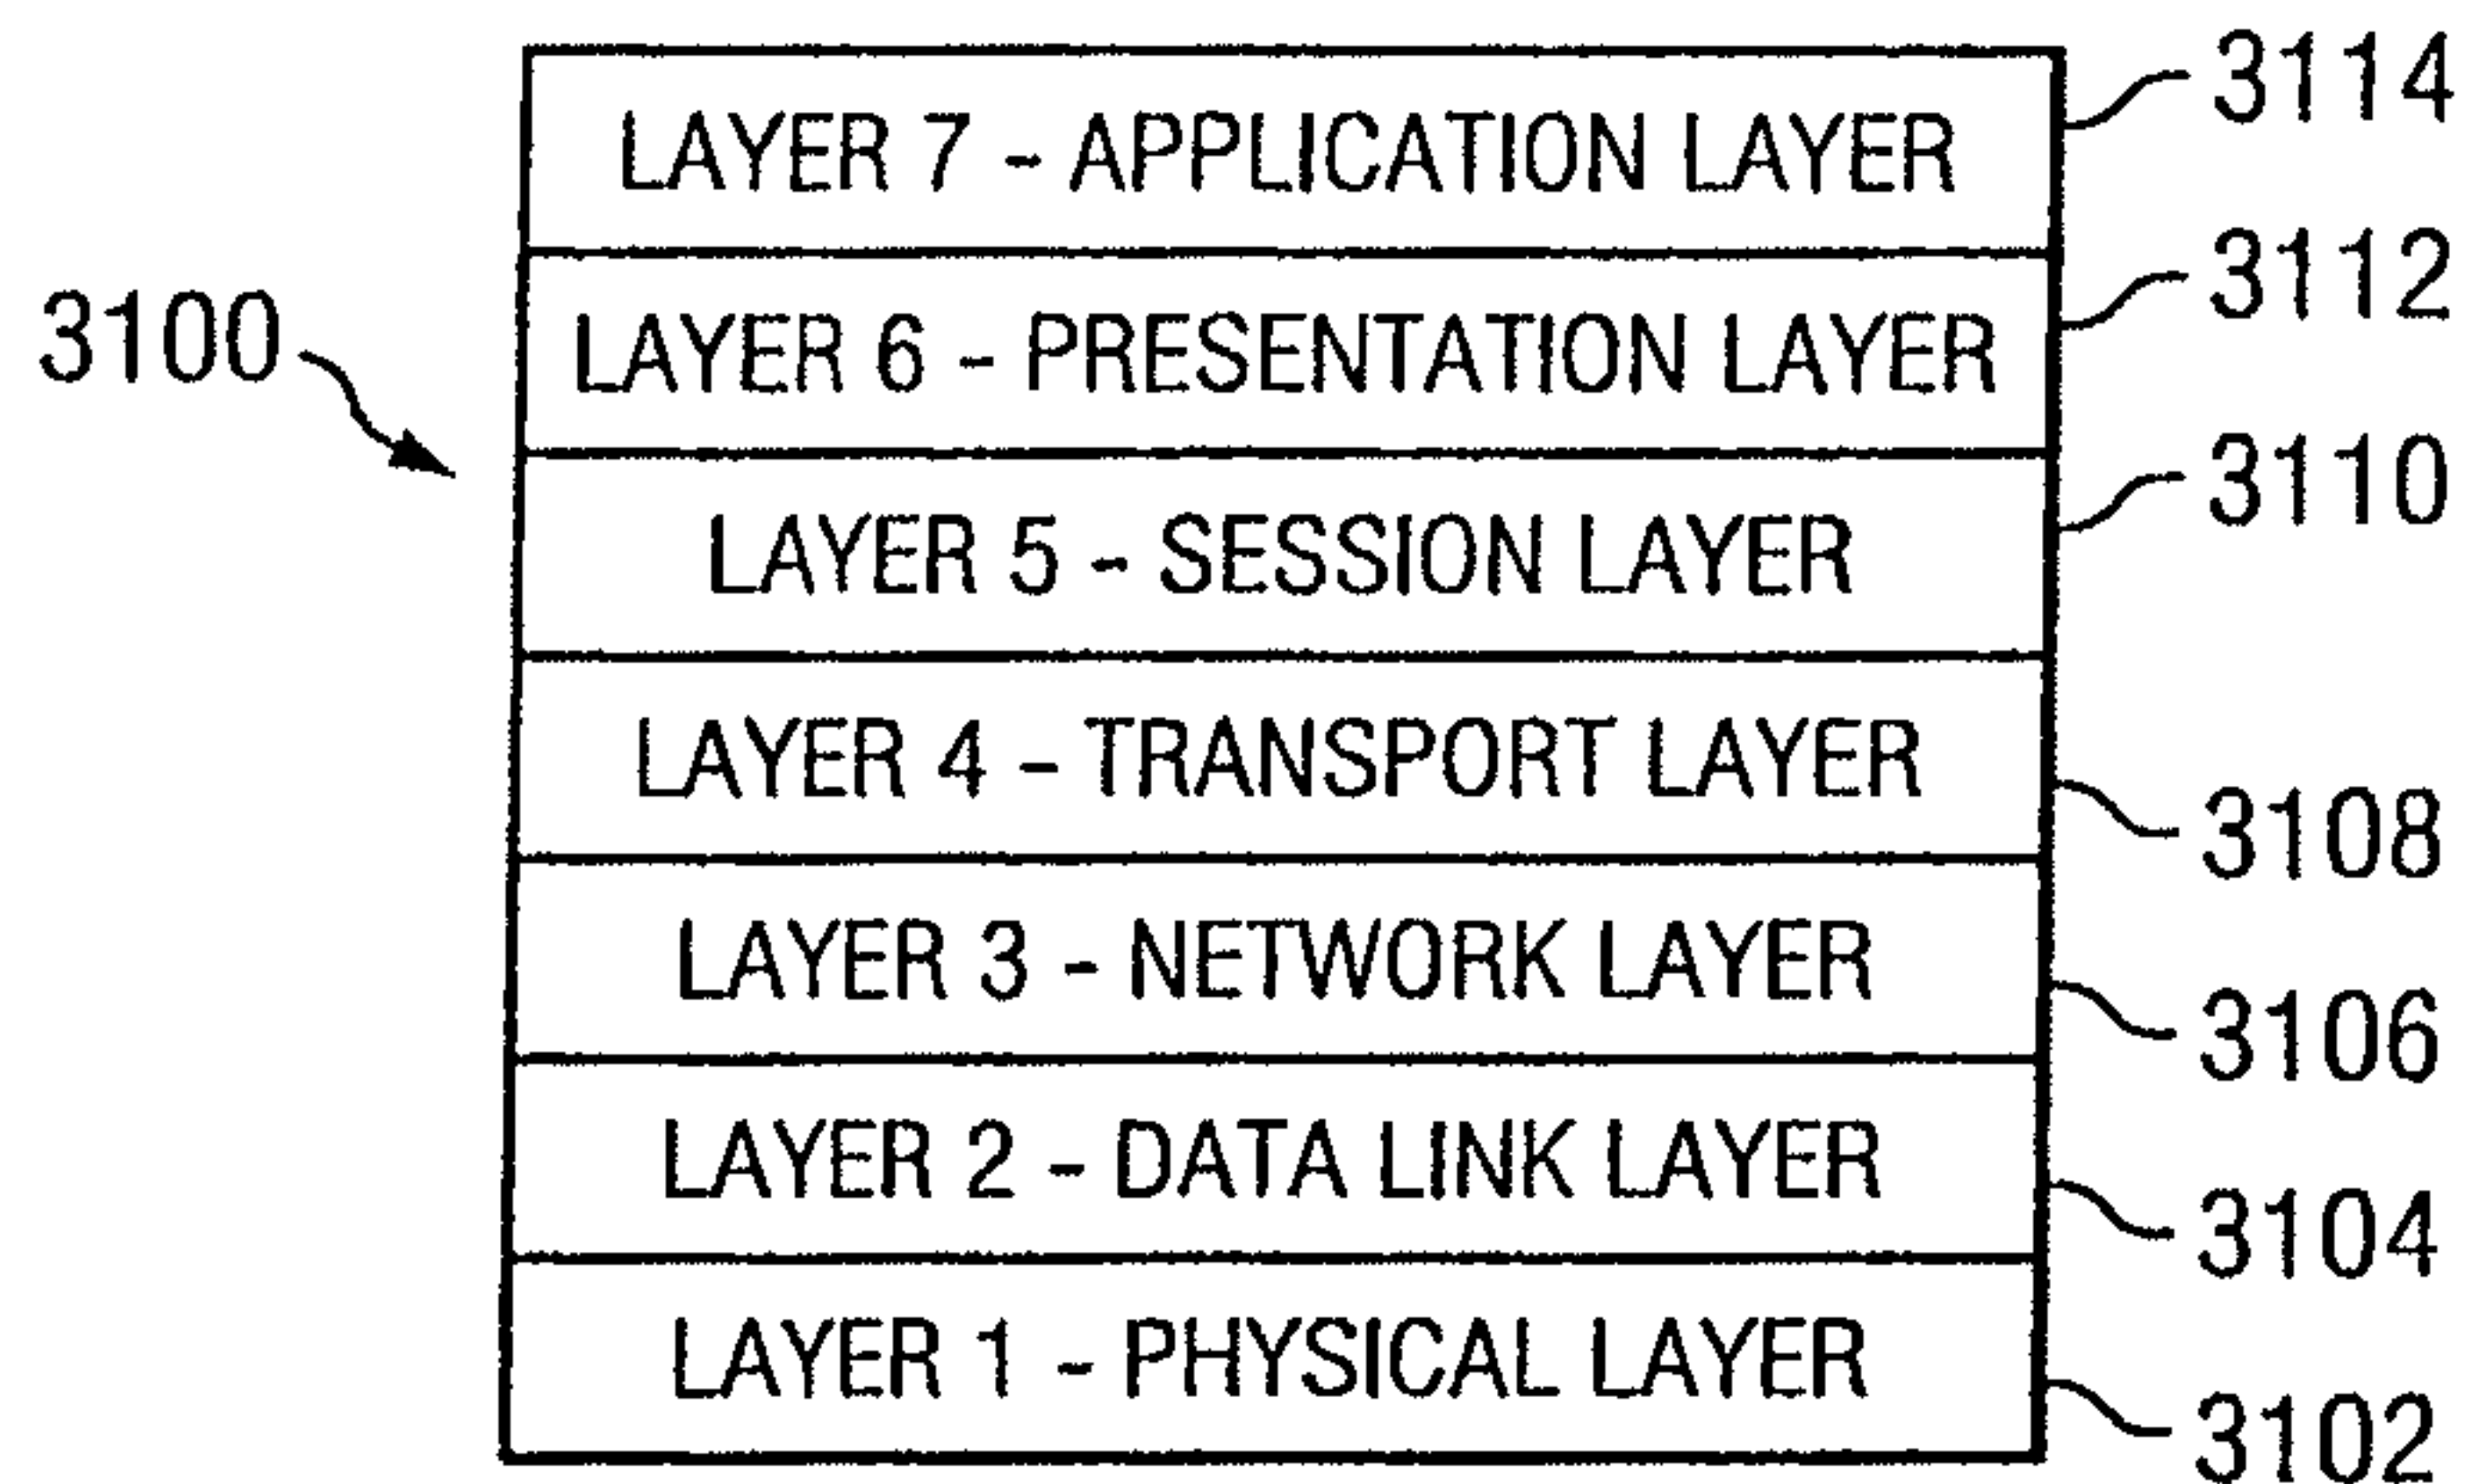 3114
LAYER 7 - APPLICATION LAYER
3112
3100
LAYER 6 - PRESENTATION LAYER
3110
LAYER 5 - SESSION LAYER
LAYER 4 - TRANSPORT LAYER
3108
LAYER 3 - NETWORK LAYER
3106
LAYER 2 - DATA LINK LAYER
3104
LAYER 1 - PHYSICAL LAYER
3102